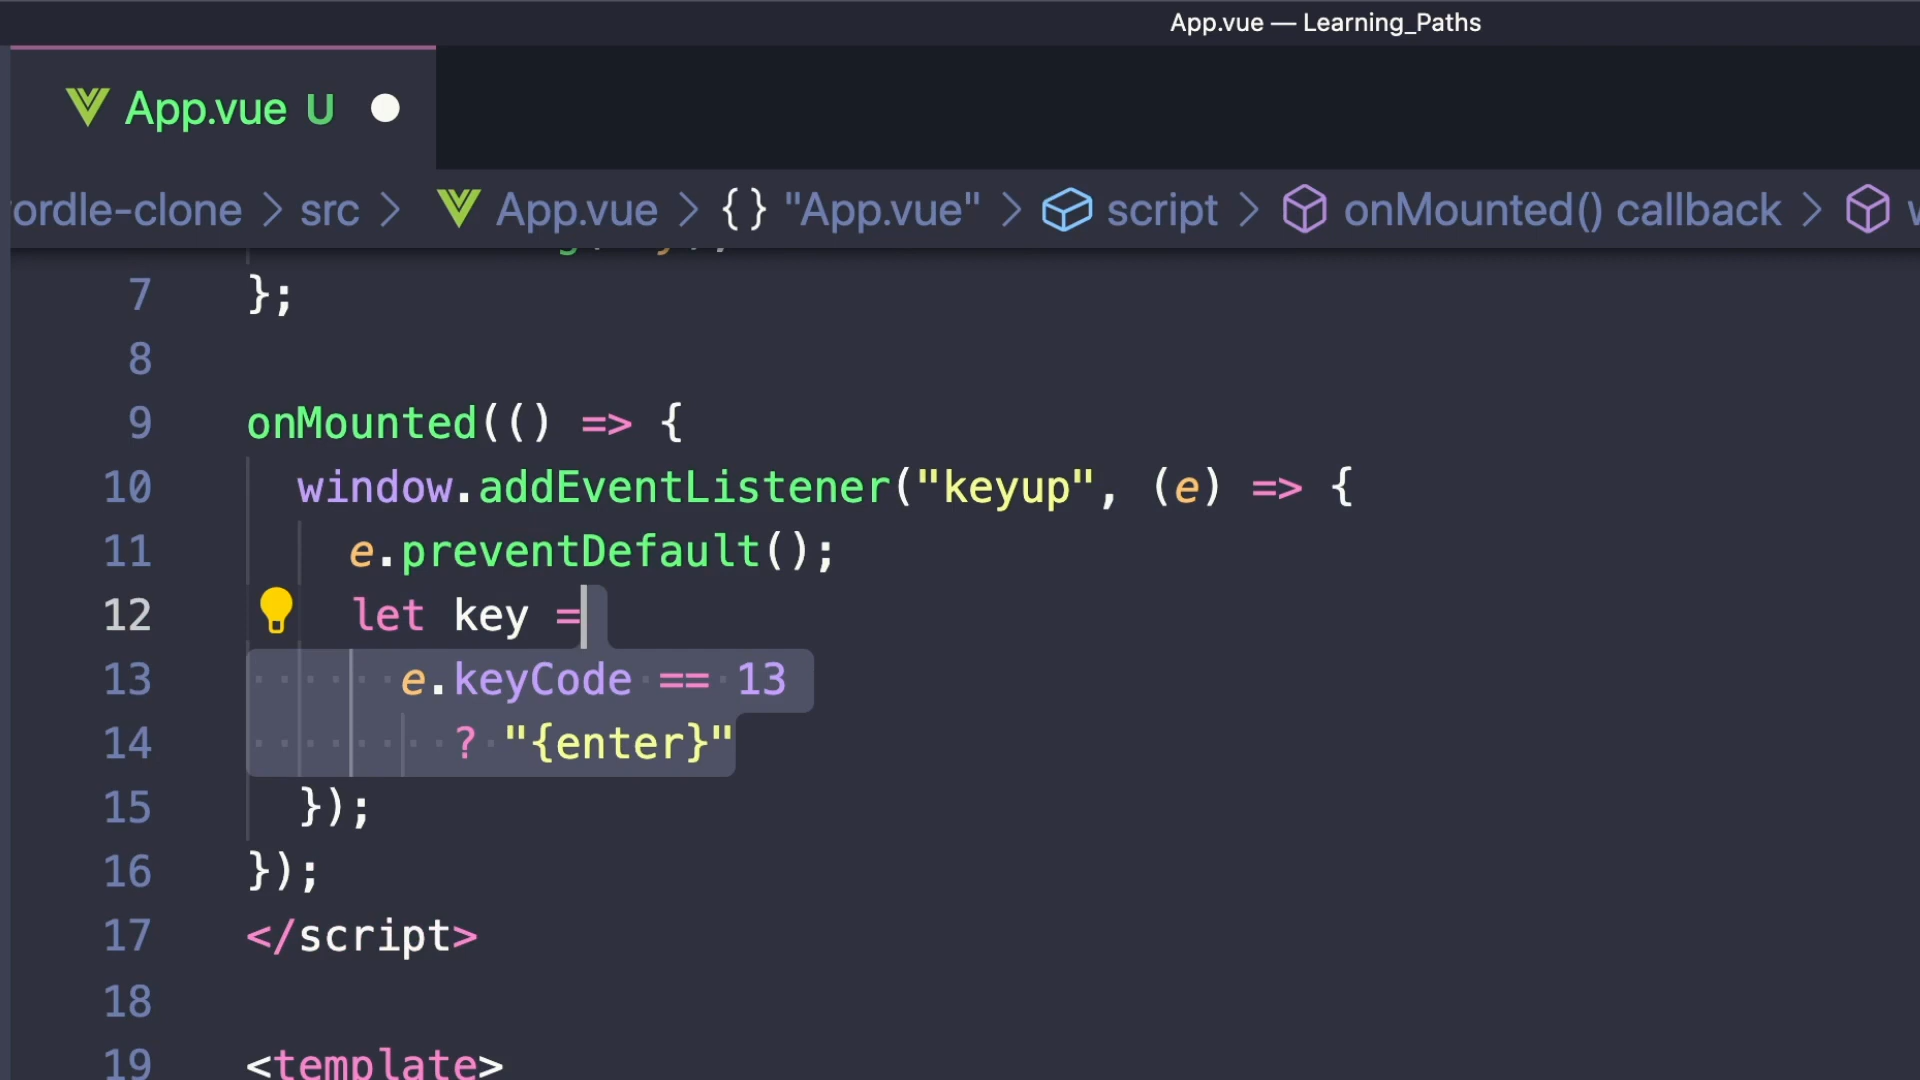 App.vue — Learning_Paths
App.vue U
ordle-clone > src > App.vue > {} "App.vue" > script > onMounted() callback >
7 };
8
9 onMounted(() => {
10 window.addEventListener("keyup", (e) => {
11 e.preventDefault();
12 let key =
13 e.keyCode == 13
14 ? "{enter}"
15 });
16 });
17 </script>
18
19 <template>